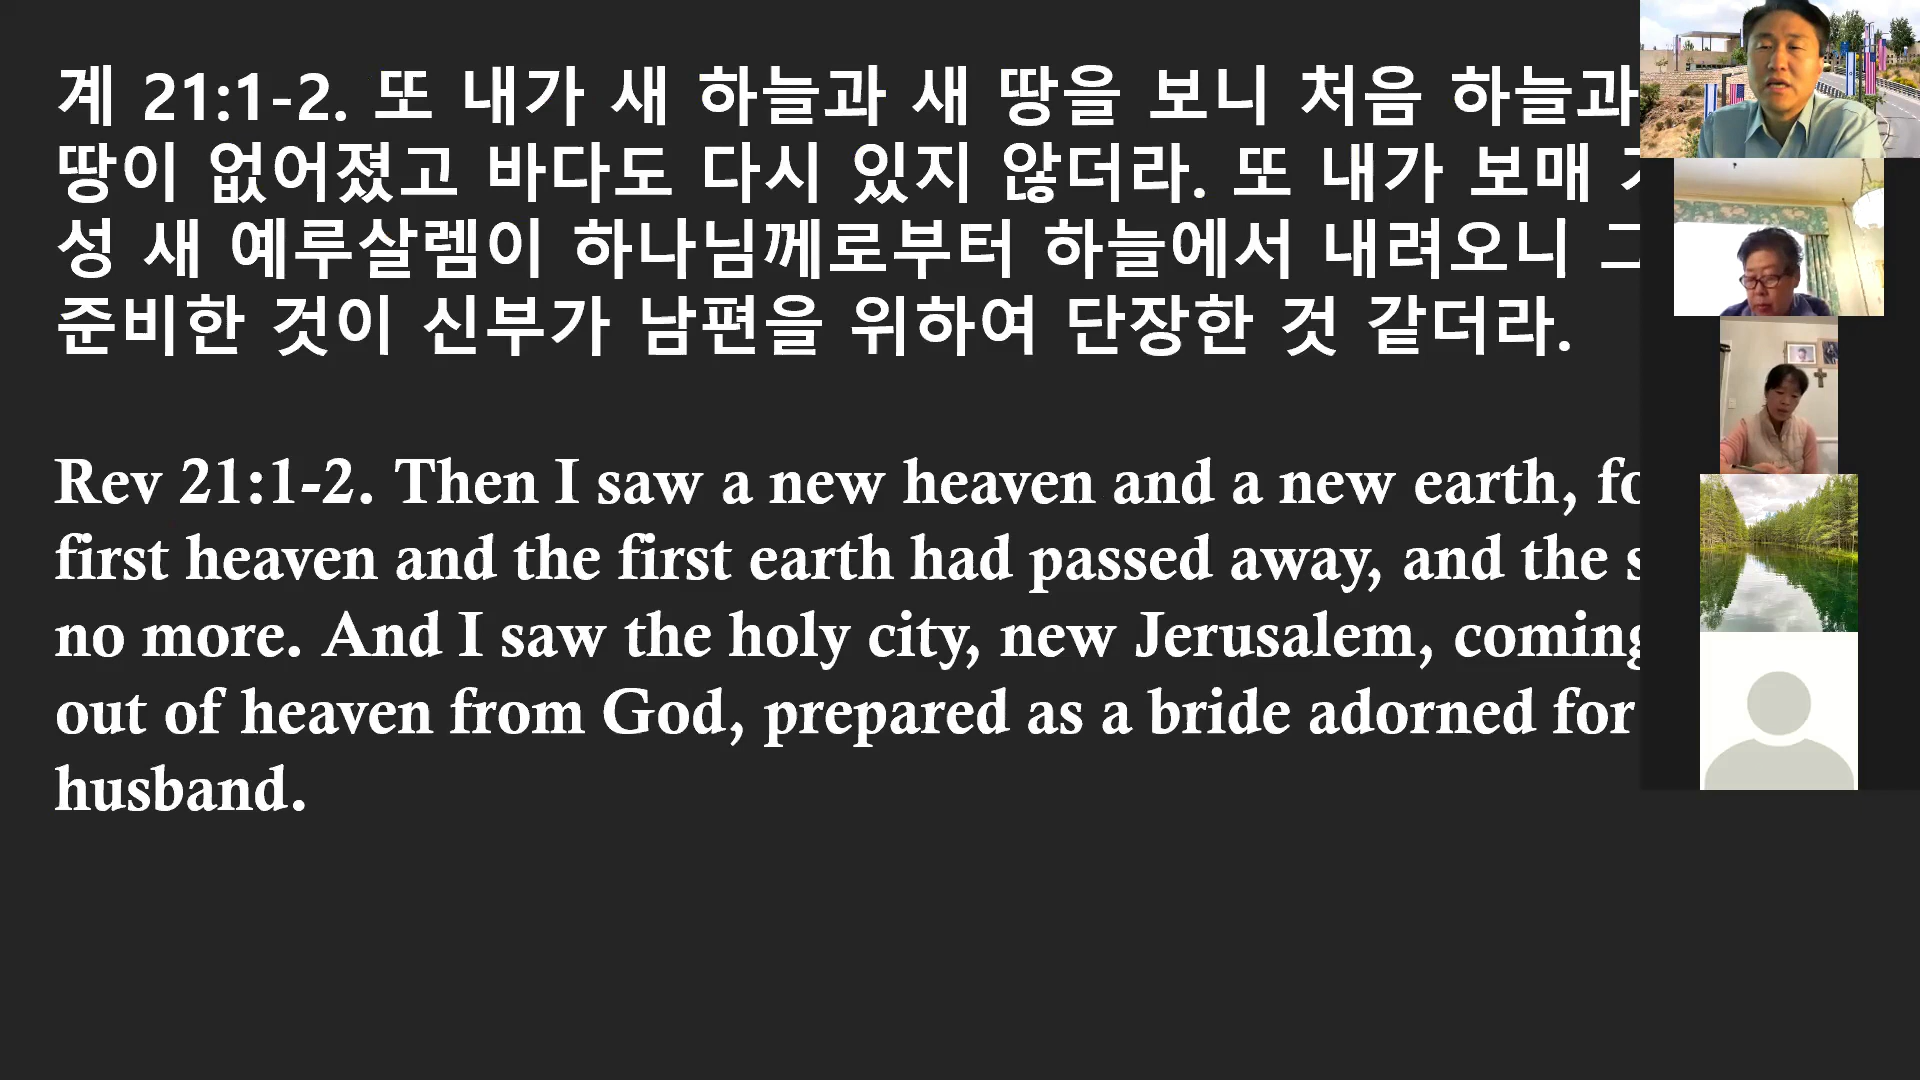 계 21:1-2. 또 내가 새 하늘과 새 땅을 보니 처음 하늘과
땅이 없어졌고 바다도 다시 있지 않더라. 또 내가 보매
성 새 예루살렘이 하나님께로부터 하늘에서 내려오니
준비한 것이 신부가 남편을 위하여 단장한 것 같더라.
Rev 21:1-2. Then I saw a new heaven and a new earth,
first heaven and the first earth had passed away, and the
no more. And I saw the holy city, new Jerusalem, coming
out of heaven from God, prepared as a bride adorned for
husband.